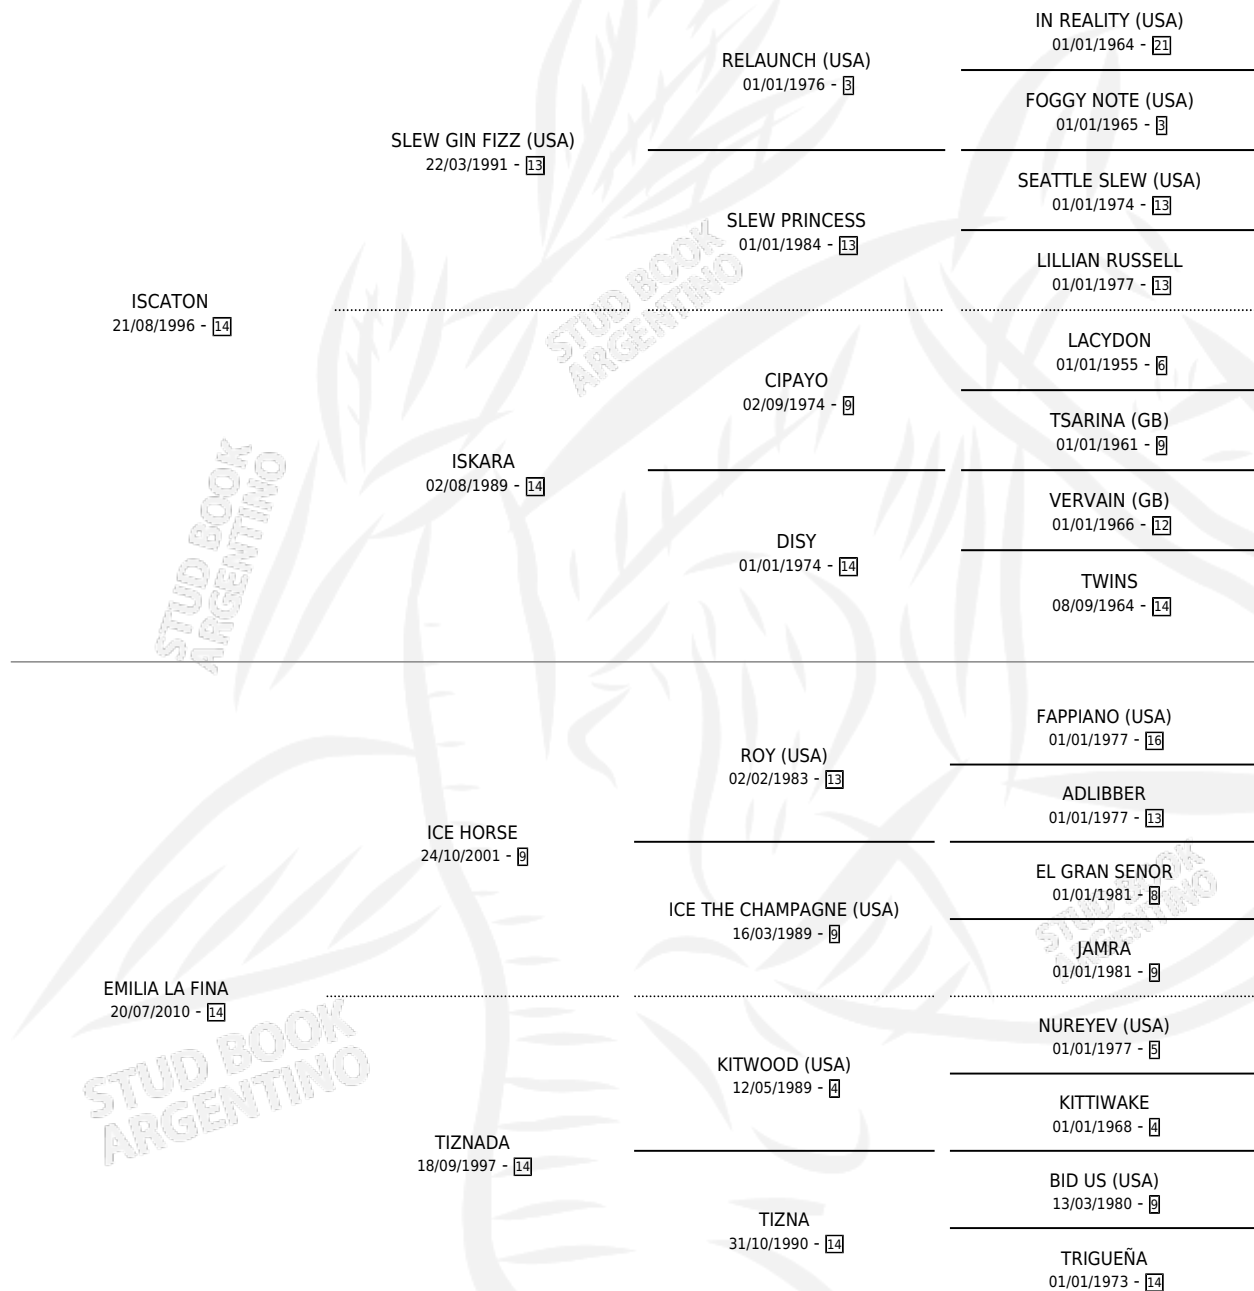 IN REALITY (USA)
01/01/1964 - 21
RELAUNCH (USA)
01/01/1976 - 3
FOGGY NOTE (USA)
01/01/1965 - 3
SLEW GIN FIZZ (USA)
22/03/1991 - 13
SEATTLE SLEW (USA)
01/01/1974 - 13
SLEW PRINCESS
01/01/1984 - 13
LILLIAN RUSSELL
01/01/1977 - 13
ISCATON
21/08/1996 - 14
LACYDON
01/01/1955 - 6
CIPAYO
02/09/1974 - 9
TSARINA (GB)
01/01/1961 - 9
ISKARA
02/08/1989 - 14
VERVAIN (GB)
01/01/1966 - 12
DISY
01/01/1974 - 14
TWINS
08/09/1964 - 14
STUD BOOK
ARGENTINO
STUD BOOK
ARGENTINO
FAPPIANO (USA)
01/01/1977 - 16
ROY (USA)
02/02/1983 - 13
ADLIBBER
01/01/1977 - 13
ICE HORSE
24/10/2001 - 9
EL GRAN SENOR
01/01/1981 - 8
ICE THE CHAMPAGNE (USA)
16/03/1989 - 9
JAMRA
01/01/1981 - 9
EMILIA LA FINA
20/07/2010 - 14
NUREYEV (USA)
01/01/1977 - 5
KITWOOD (USA)
12/05/1989 - 4
KITTIWAKE
01/01/1968 - 4
TIZNADA
18/09/1997 - 14
BID US (USA)
13/03/1980 - 9
TIZNA
31/10/1990 - 14
TRIGUEÑA
01/01/1973 - 14
STUD BOOK
ARGENTINO
STUD BOOK
ARGENTINO